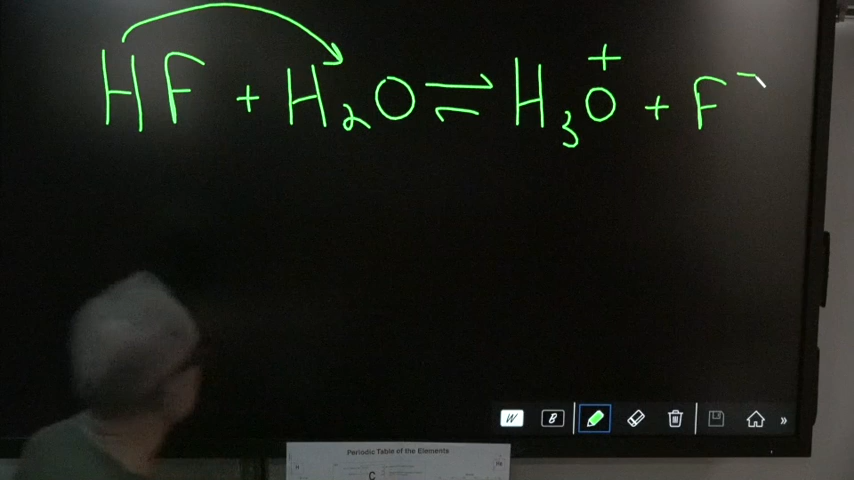 HF + H₂O ⇌ H₃O⁺ + F⁻
W B »
Periodic Table of the Elements
C